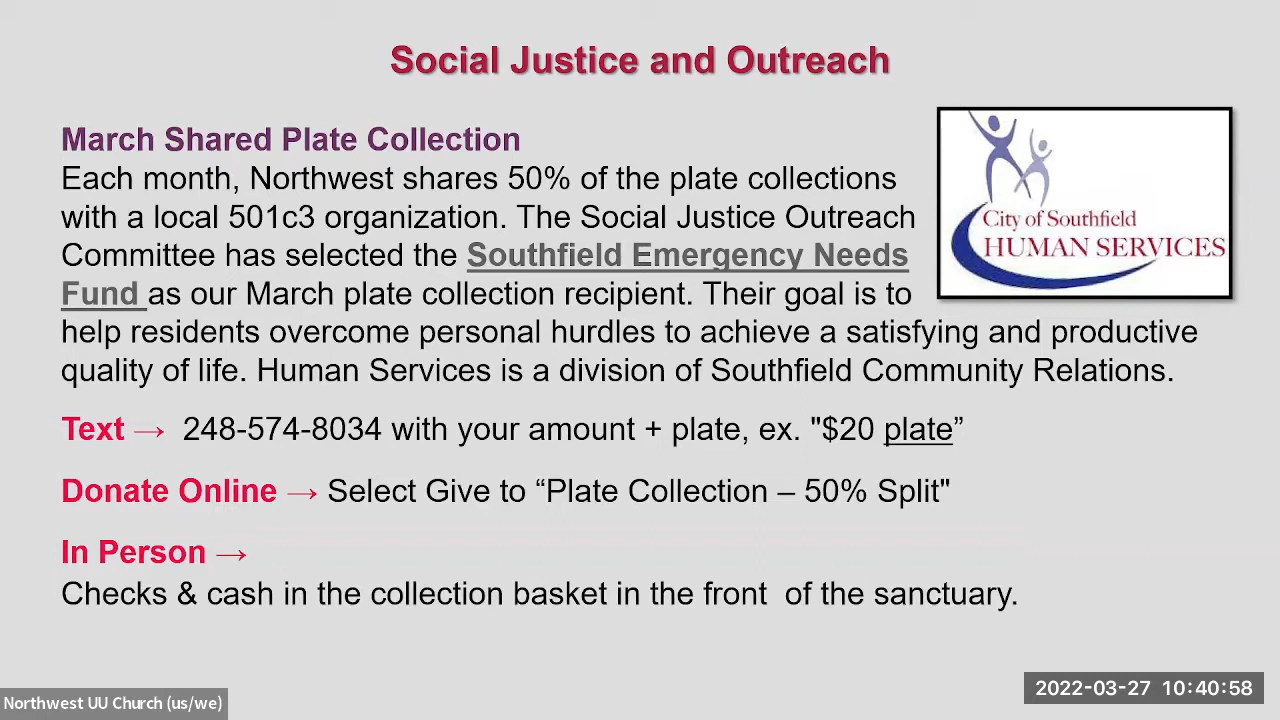 Social Justice and Outreach
March Shared Plate Collection
Each month, Northwest shares 50% of the plate collections
with a local 501c3 organization. The Social Justice Outreach
Committee has selected the Southfield Emergency Needs
Fund as our March plate collection recipient. Their goal is to
help residents overcome personal hurdles to achieve a satisfying and productive
quality of life. Human Services is a division of Southfield Community Relations.
City of Southfield
HUMAN SERVICES
Text → 248-574-8034 with your amount + plate, ex. "$20 plate”
Donate Online → Select Give to “Plate Collection – 50% Split"
In Person →
Checks & cash in the collection basket in the front  of the sanctuary.
Northwest UU Church (us/we)
2022-03-27 10:40:58